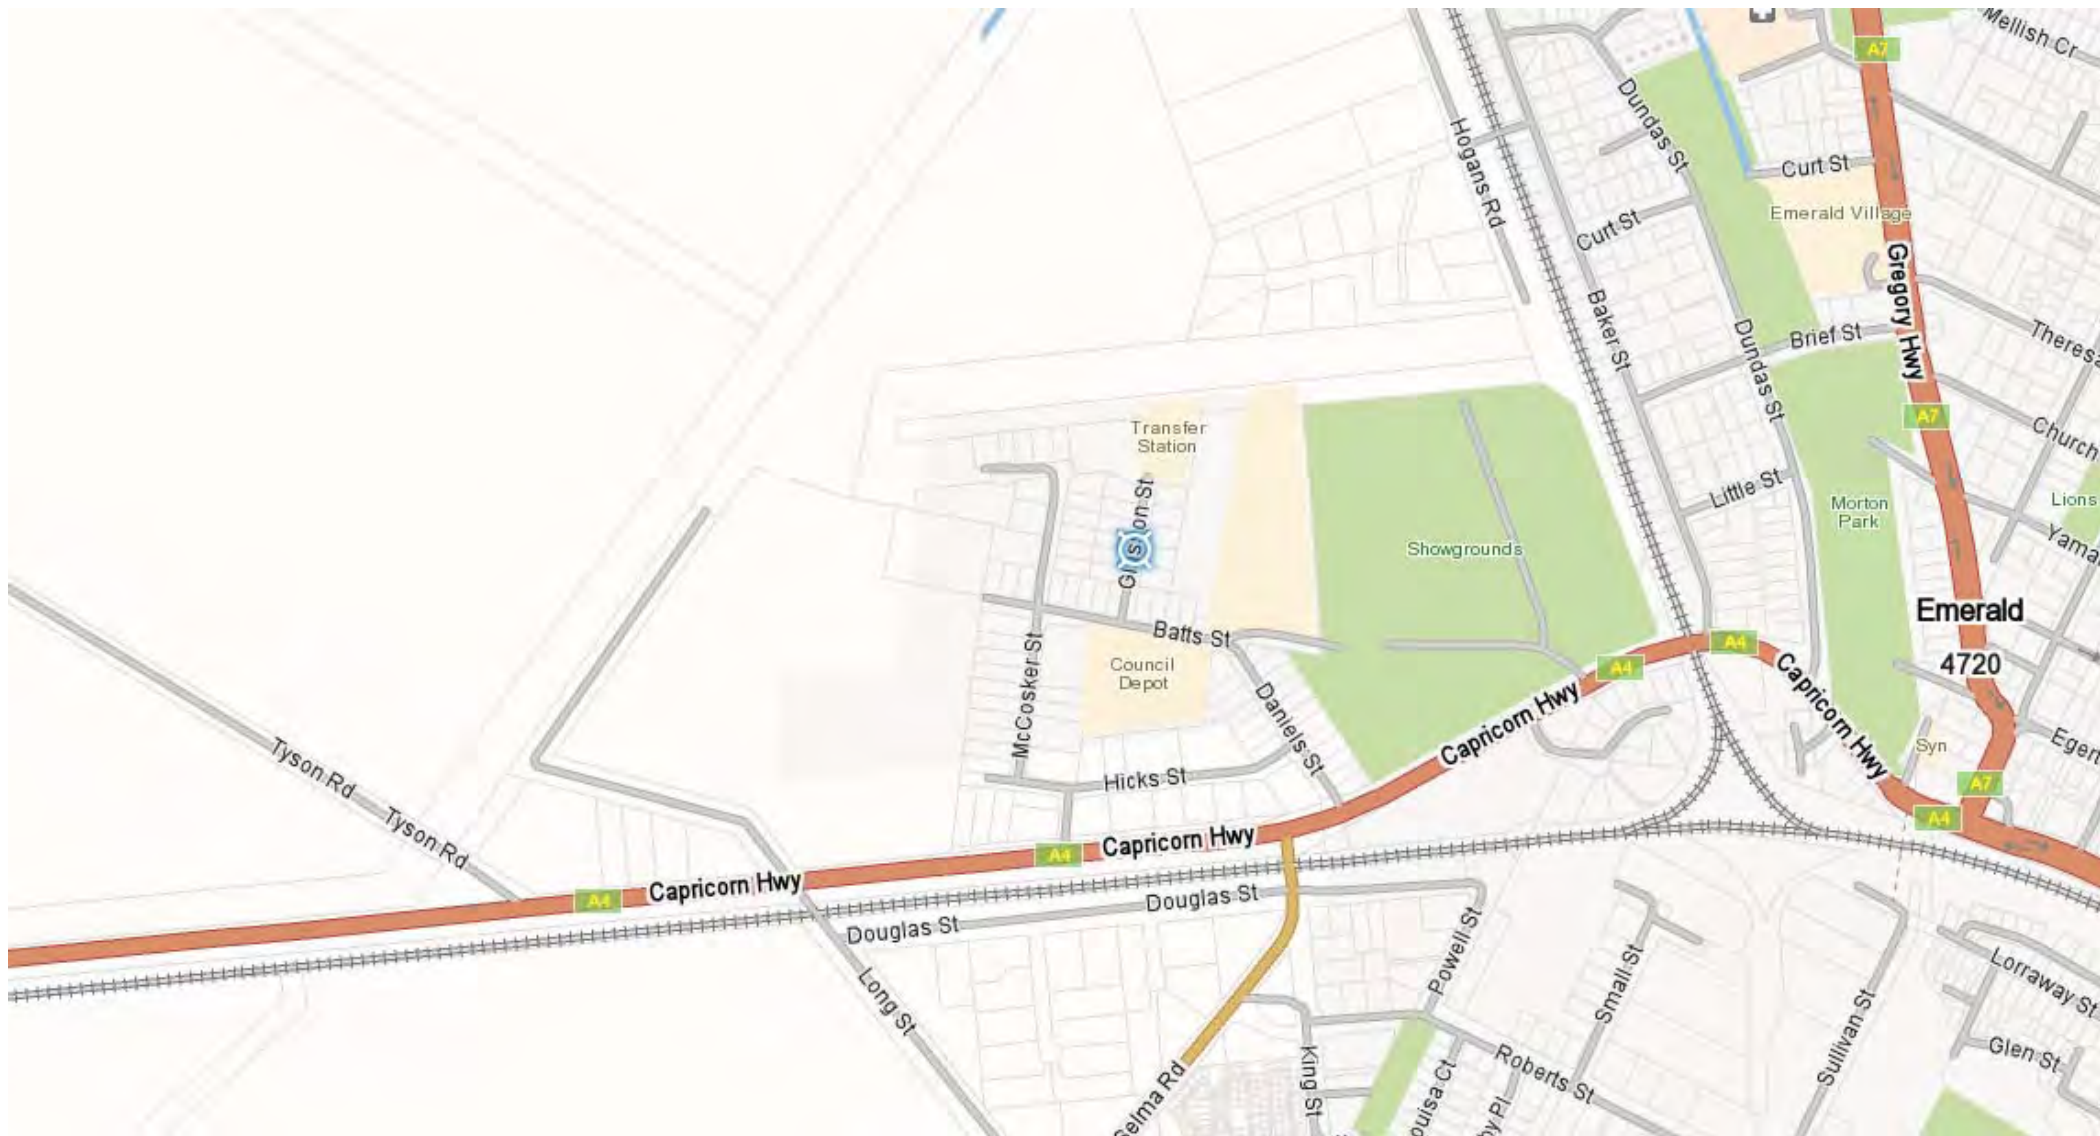 Mellish Cr
A7
Dundas St
Hogans Rd
Curt St
Emerald Village
Curt St
Gregory Hwy
Baker St
Brief St
Dundas St
A7
Transfer
Station
Little St
Morton
Park
Lions
Showgrounds
Batts St
Emerald
4720
A4
A4
Council
Depot
McCosker St
Daniels St
Capricorn Hwy
Capricorn Hwy
Syn
A7
A4
Tyson Rd
Tyson Rd
Hicks St
Capricorn Hwy
A4
Capricorn Hwy
A4
Douglas St
Douglas St
Long St
Powell St
Small St
Sullivan St
Lorraway St
Glen St
Roberts St
King St
Selma Rd
Church